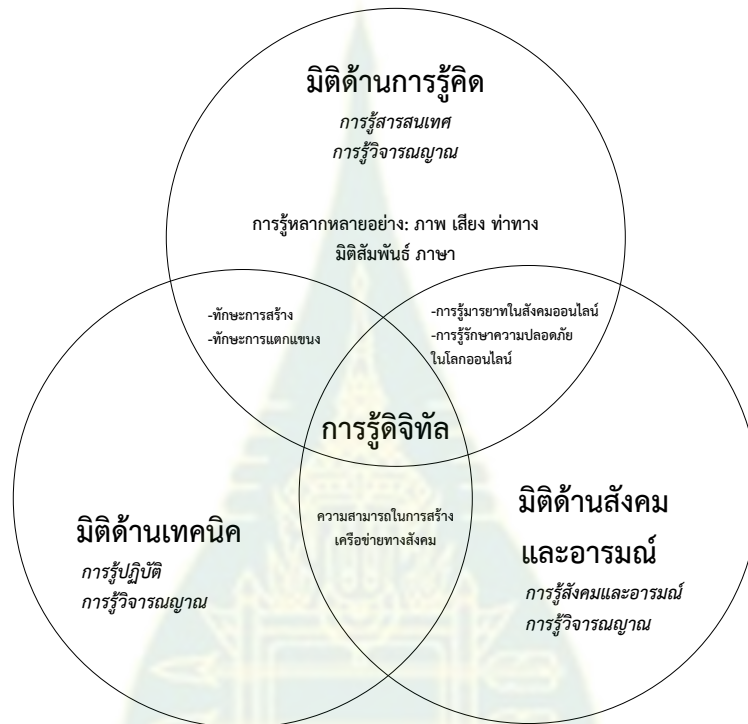 มิติด้านการรู้คิด
การรู้สารสนเทศ
การรู้วิจารณญาณ
การรู้หลากหลายอย่าง: ภาพ เสียง ท่าทาง
มิติสัมพันธ์ ภาษา
-ทักษะการสร้าง
-ทักษะการแตกแขนง
-การรู้มารยาทในสังคมออนไลน์
-การรู้รักษาความปลอดภัย
ในโลกออนไลน์
การรู้ดิจิทัล
มิติด้านเทคนิค
การรู้ปฏิบัติ
การรู้วิจารณญาณ
ความสามารถในการสร้าง
เครือข่ายทางสังคม
มิติด้านสังคม
และอารมณ์
การรู้สังคมและอารมณ์
การรู้วิจารณญาณ